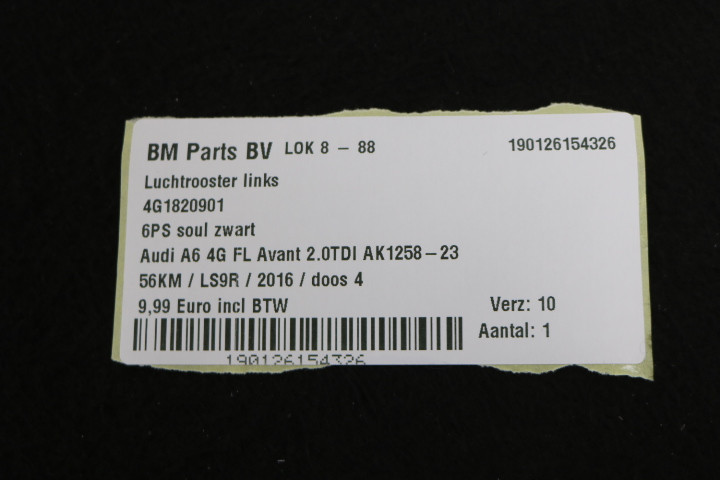 BM Parts BV LOK 8 – 88 190126154326
Luchtrooster links
4G1820901
6PS soul zwart
Audi A6 4G FL Avant 2.0TDI AK1258–23
56KM / LS9R / 2016 / doos 4
9,99 Euro incl BTW Verz: 10
Aantal: 1
190126154326